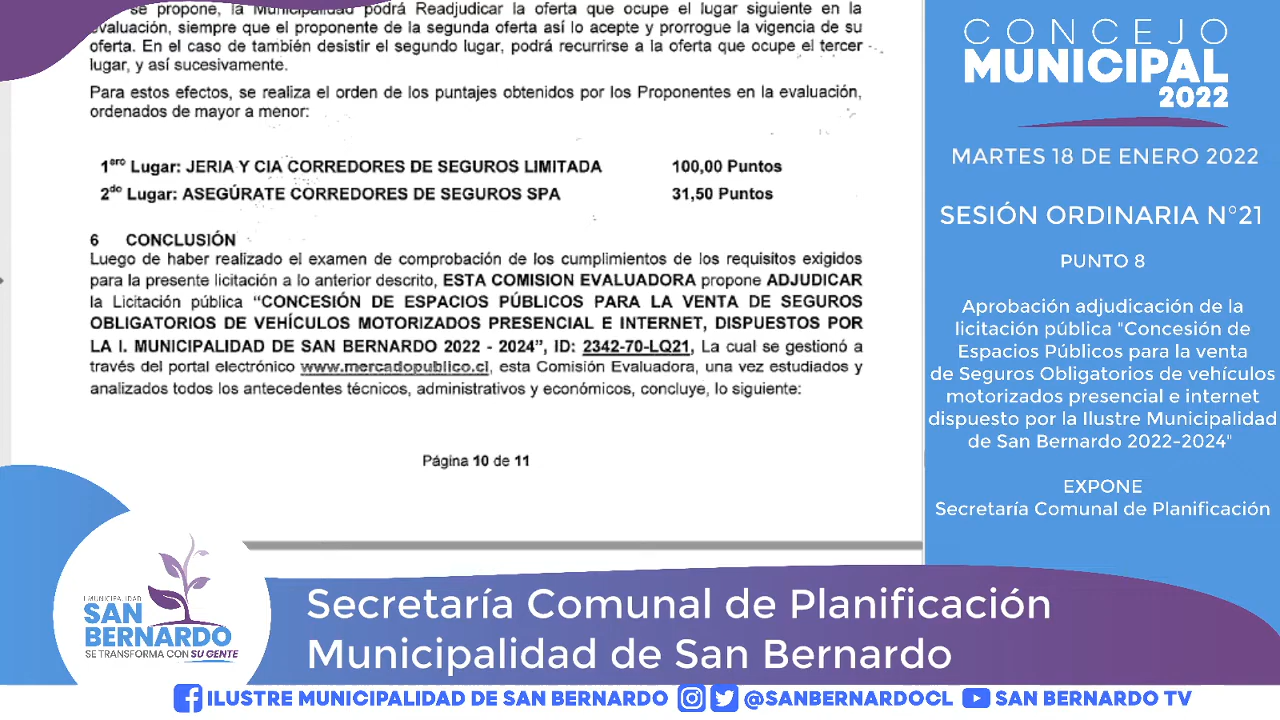 se propone, la Municipalidad podrá Readjudicar la oferta que ocupe el lugar siguiente en la
evaluación, siempre que el proponente de la segunda oferta así lo acepte y prorrogue la vigencia de su
oferta. En el caso de también desistir el segundo lugar, podrá recurrirse a la oferta que ocupe el tercer
lugar, y así sucesivamente.
Para estos efectos, se realiza el orden de los puntajes obtenidos por los Proponentes en la evaluación,
ordenados de mayor a menor:
1ero Lugar: JERIA Y CIA CORREDORES DE SEGUROS LIMITADA 100,00 Puntos
2do Lugar: ASEGÚRATE CORREDORES DE SEGUROS SPA 31,50 Puntos
6 CONCLUSIÓN
Luego de haber realizado el examen de comprobación de los cumplimientos de los requisitos exigidos
para la presente licitación a lo anterior descrito, ESTA COMISION EVALUADORA propone ADJUDICAR
la Licitación pública “CONCESIÓN DE ESPACIOS PÚBLICOS PARA LA VENTA DE SEGUROS
OBLIGATORIOS DE VEHÍCULOS MOTORIZADOS PRESENCIAL E INTERNET, DISPUESTOS POR
LA I. MUNICIPALIDAD DE SAN BERNARDO 2022 - 2024”, ID: 2342-70-LQ21, La cual se gestionó a
través del portal electrónico www.mercadopublico.cl, esta Comisión Evaluadora, una vez estudiados y
analizados todos los antecedentes técnicos, administrativos y económicos, concluye, lo siguiente:
Página 10 de 11
CONCEJO
MUNICIPAL
2022
MARTES 18 DE ENERO 2022
SESIÓN ORDINARIA N°21
PUNTO 8
Aprobación adjudicación de la
licitación pública "Concesión de
Espacios Públicos para la venta
de Seguros Obligatorios de vehículos
motorizados presencial e internet
dispuesto por la Ilustre Municipalidad
de San Bernardo 2022-2024"
EXPONE
Secretaría Comunal de Planificación
I. MUNICIPALIDAD
SAN
BERNARDO
SE TRANSFORMA CON SU GENTE
Secretaría Comunal de Planificación
Municipalidad de San Bernardo
ILUSTRE MUNICIPALIDAD DE SAN BERNARDO @SANBERNARDOCL SAN BERNARDO TV